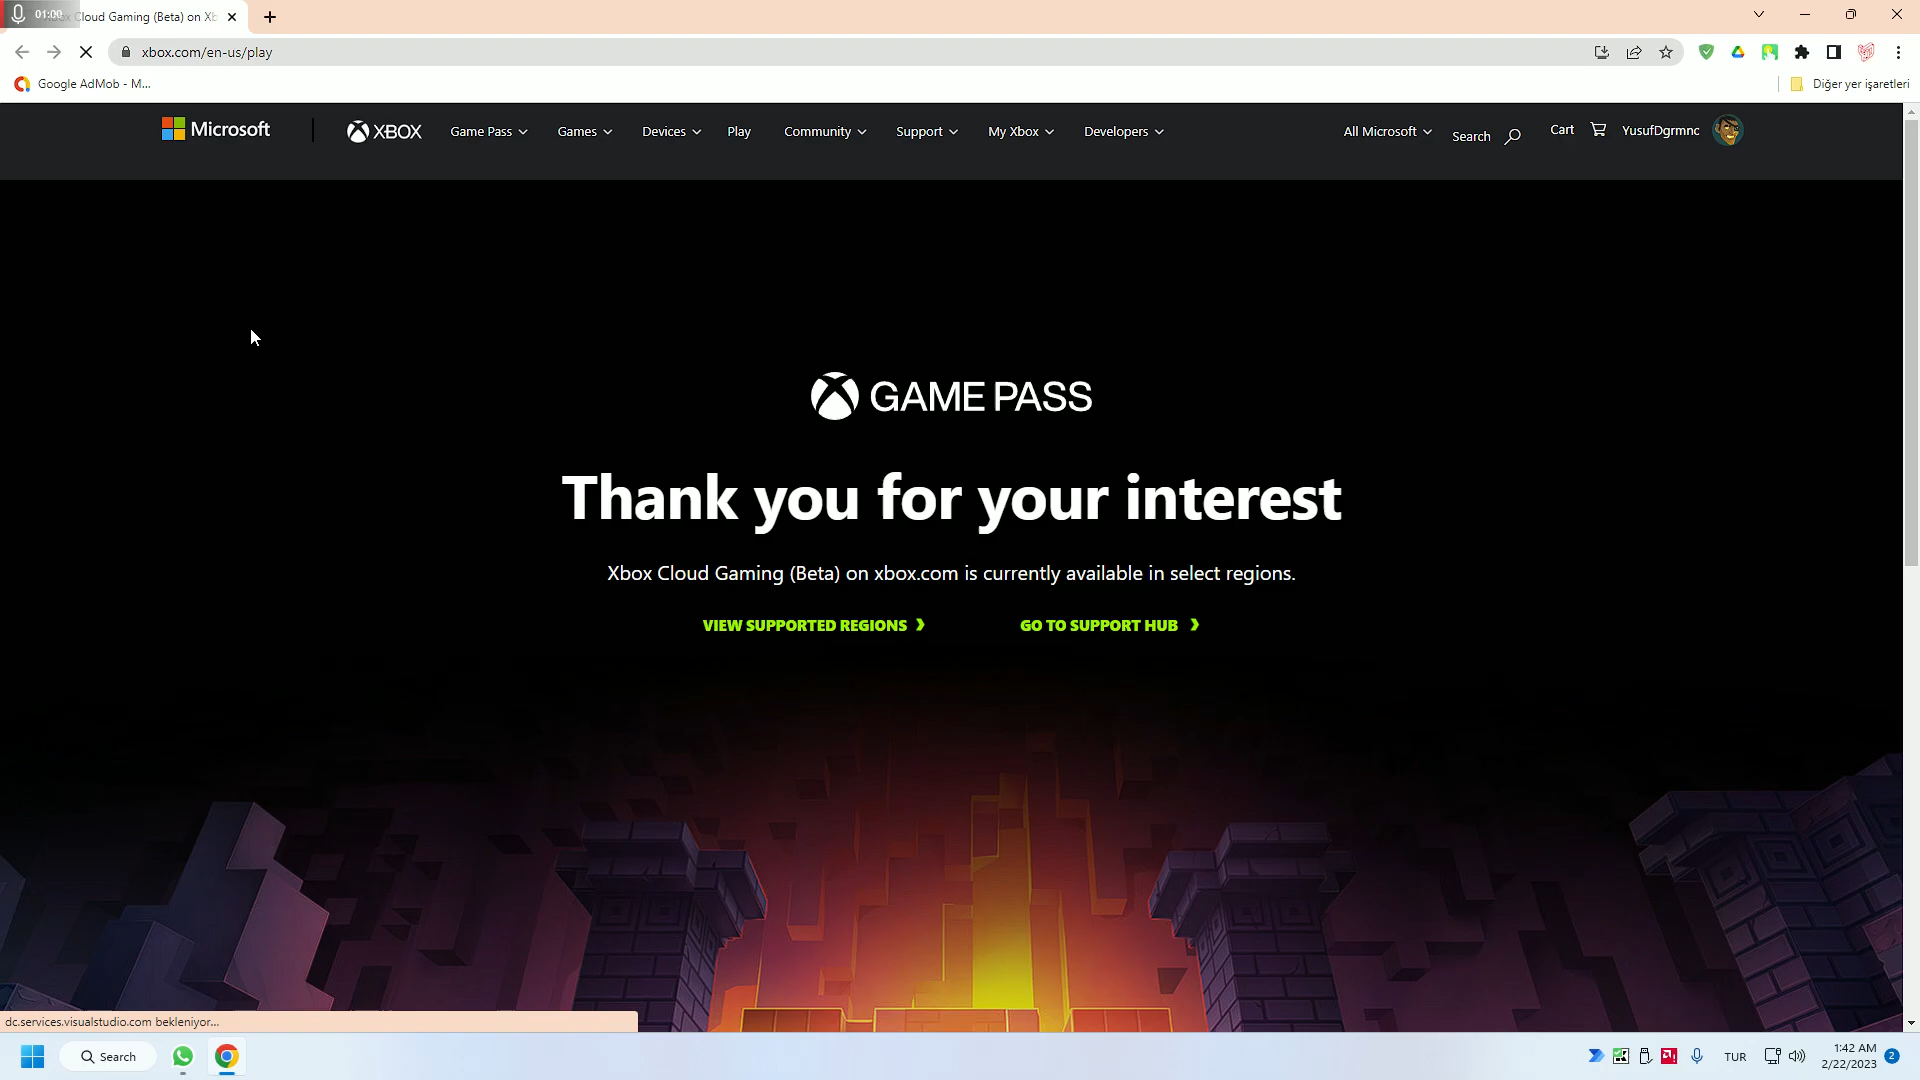 01:00
Cloud Gaming (Beta) on Xb
xbox.com/en-us/play
Google AdMob - M...
Diğer yer işaretleri
Microsoft
XBOX
Game Pass
Games
Devices
Play
Community
Support
My Xbox
Developers
All Microsoft
Search
Cart
YusufDgrmnc
GAME PASS
Thank you for your interest
Xbox Cloud Gaming (Beta) on xbox.com is currently available in select regions.
VIEW SUPPORTED REGIONS
GO TO SUPPORT HUB
dc.services.visualstudio.com bekleniyor...
Search
TUR
1:42 AM
2/22/2023
2